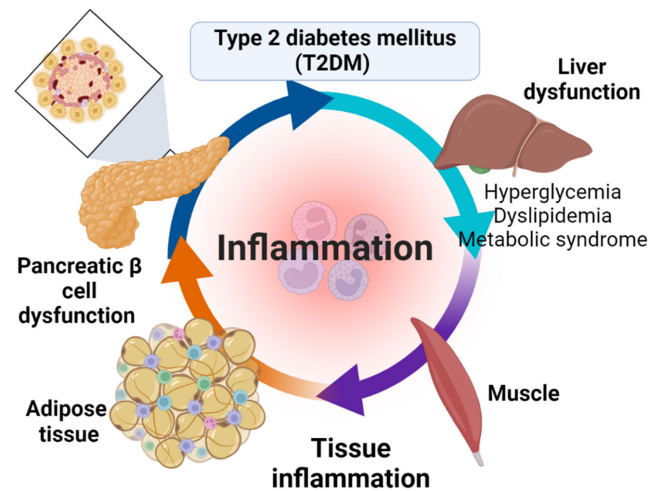 Type 2 diabetes mellitus
(T2DM)
Liver
dysfunction
Hyperglycemia
Dyslipidemia
Metabolic syndrome
Inflammation
Pancreatic β
cell
dysfunction
Muscle
Adipose
tissue
Tissue
inflammation